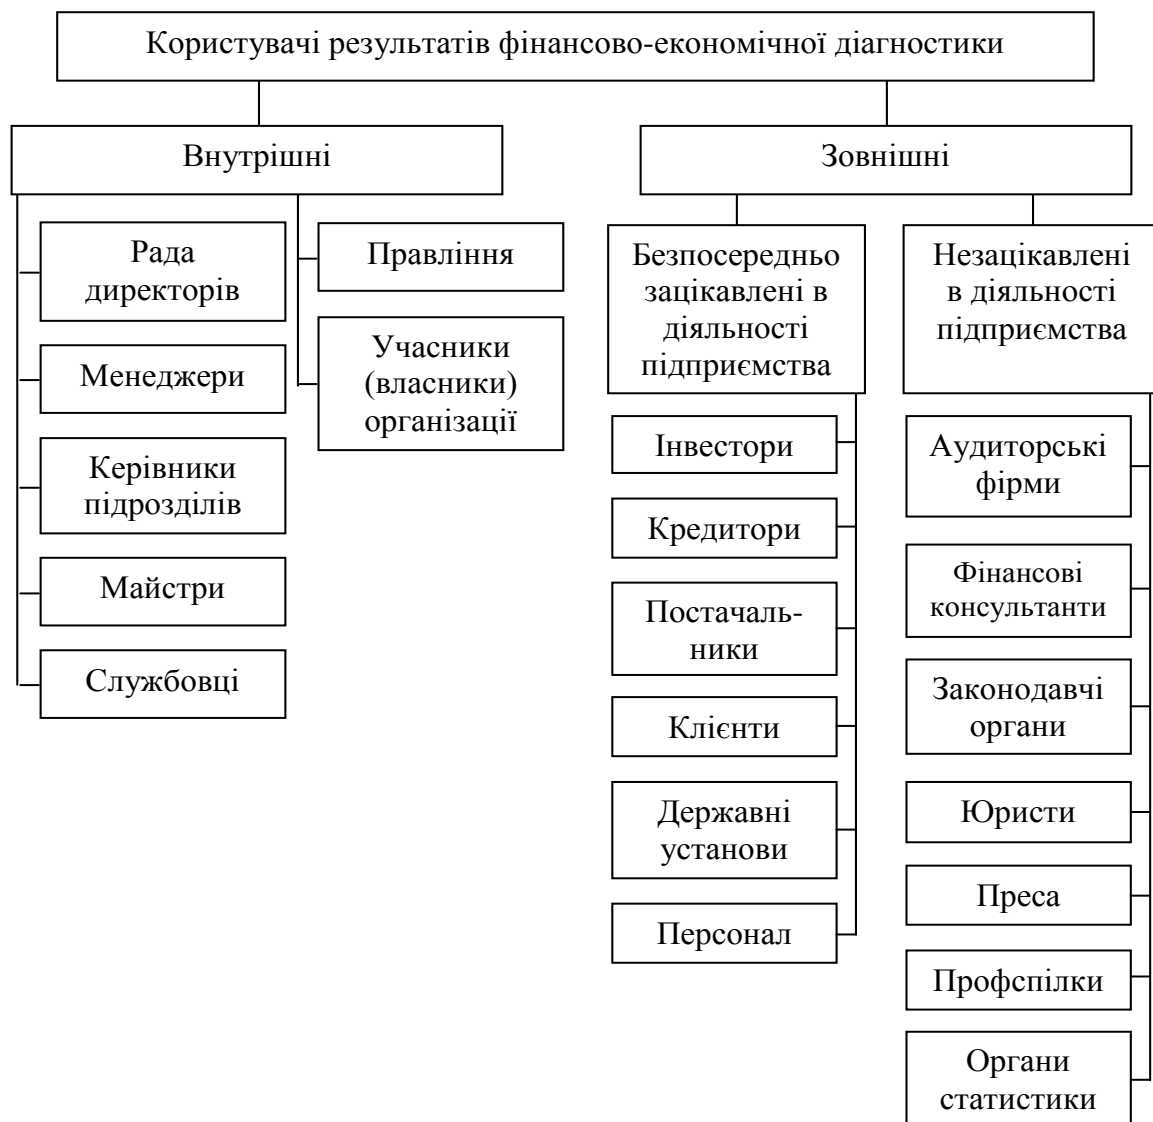 Користувачі результатів фінансово-економічної діагностики
Внутрішні
Рада
директорів
Менеджери
Керівники
підрозділів
Майстри
Службовці
Правління
Учасники
(власники)
організації
Зовнішні
Безпосередньо
зацікавлені в
діяльності
підприємства
Інвестори
Кредитори
Постачаль-
ники
Клієнти
Державні
установи
Персонал
Незацікавлені
в діяльності
підприємства
Аудиторські
фірми
Фінансові
консультанти
Законодавчі
органи
Юристи
Преса
Профспілки
Органи
статистики